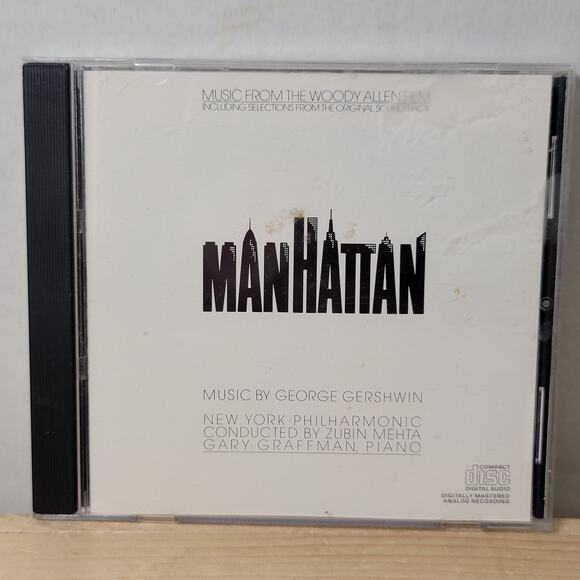 MUSIC FROM THE WOODY ALLEN FILM
INCLUDING SELECTIONS FROM THE ORIGINAL SOUNDTRACK
MANHATTAN
MUSIC BY GEORGE GERSHWIN
NEW YORK PHILHARMONIC
CONDUCTED BY ZUBIN MEHTA
GARY GRAFFMAN, PIANO
COMPACT
disc
DIGITAL AUDIO
DIGITALLY MASTERED
ANALOG RECORDING